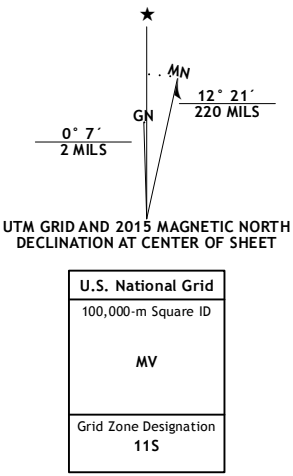 MN
GN
12° 21´
220 MILS
0° 7´
2 MILS
UTM GRID AND 2015 MAGNETIC NORTH
DECLINATION AT CENTER OF SHEET
U.S. National Grid
100,000-m Square ID
MV
Grid Zone Designation
11S